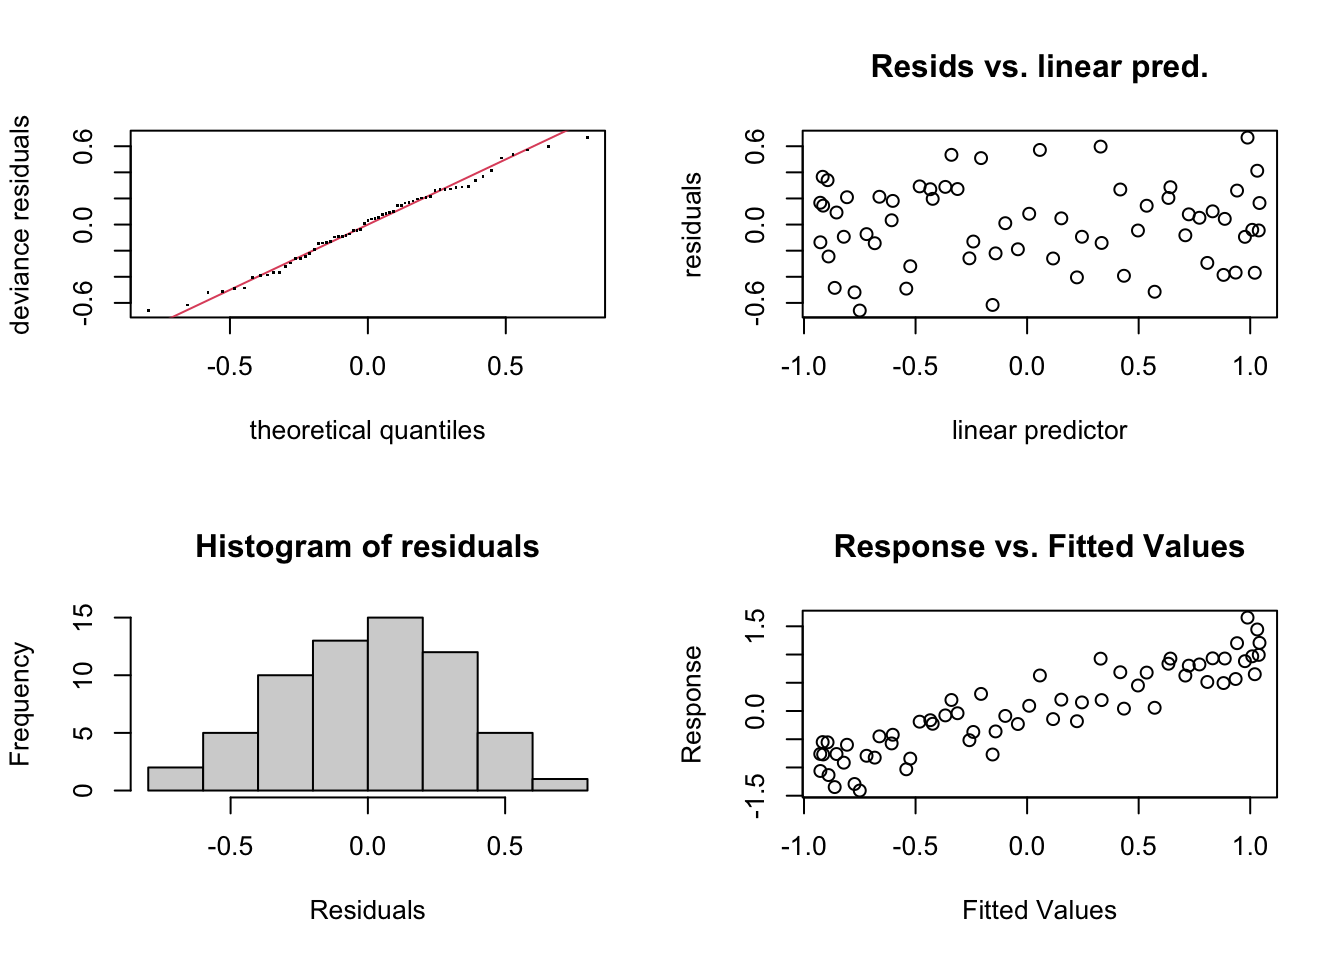 deviance residuals
-0.6 0.0 0.6
-0.5 0.0 0.5
theoretical quantiles
Resids vs. linear pred.
residuals
-0.6 0.0 0.6
-1.0 -0.5 0.0 0.5 1.0
linear predictor
Histogram of residuals
Frequency
0 5 10 15
-0.5 0.0 0.5
Residuals
Response vs. Fitted Values
Response
-1.5 0.0 1.5
-1.0 -0.5 0.0 0.5 1.0
Fitted Values